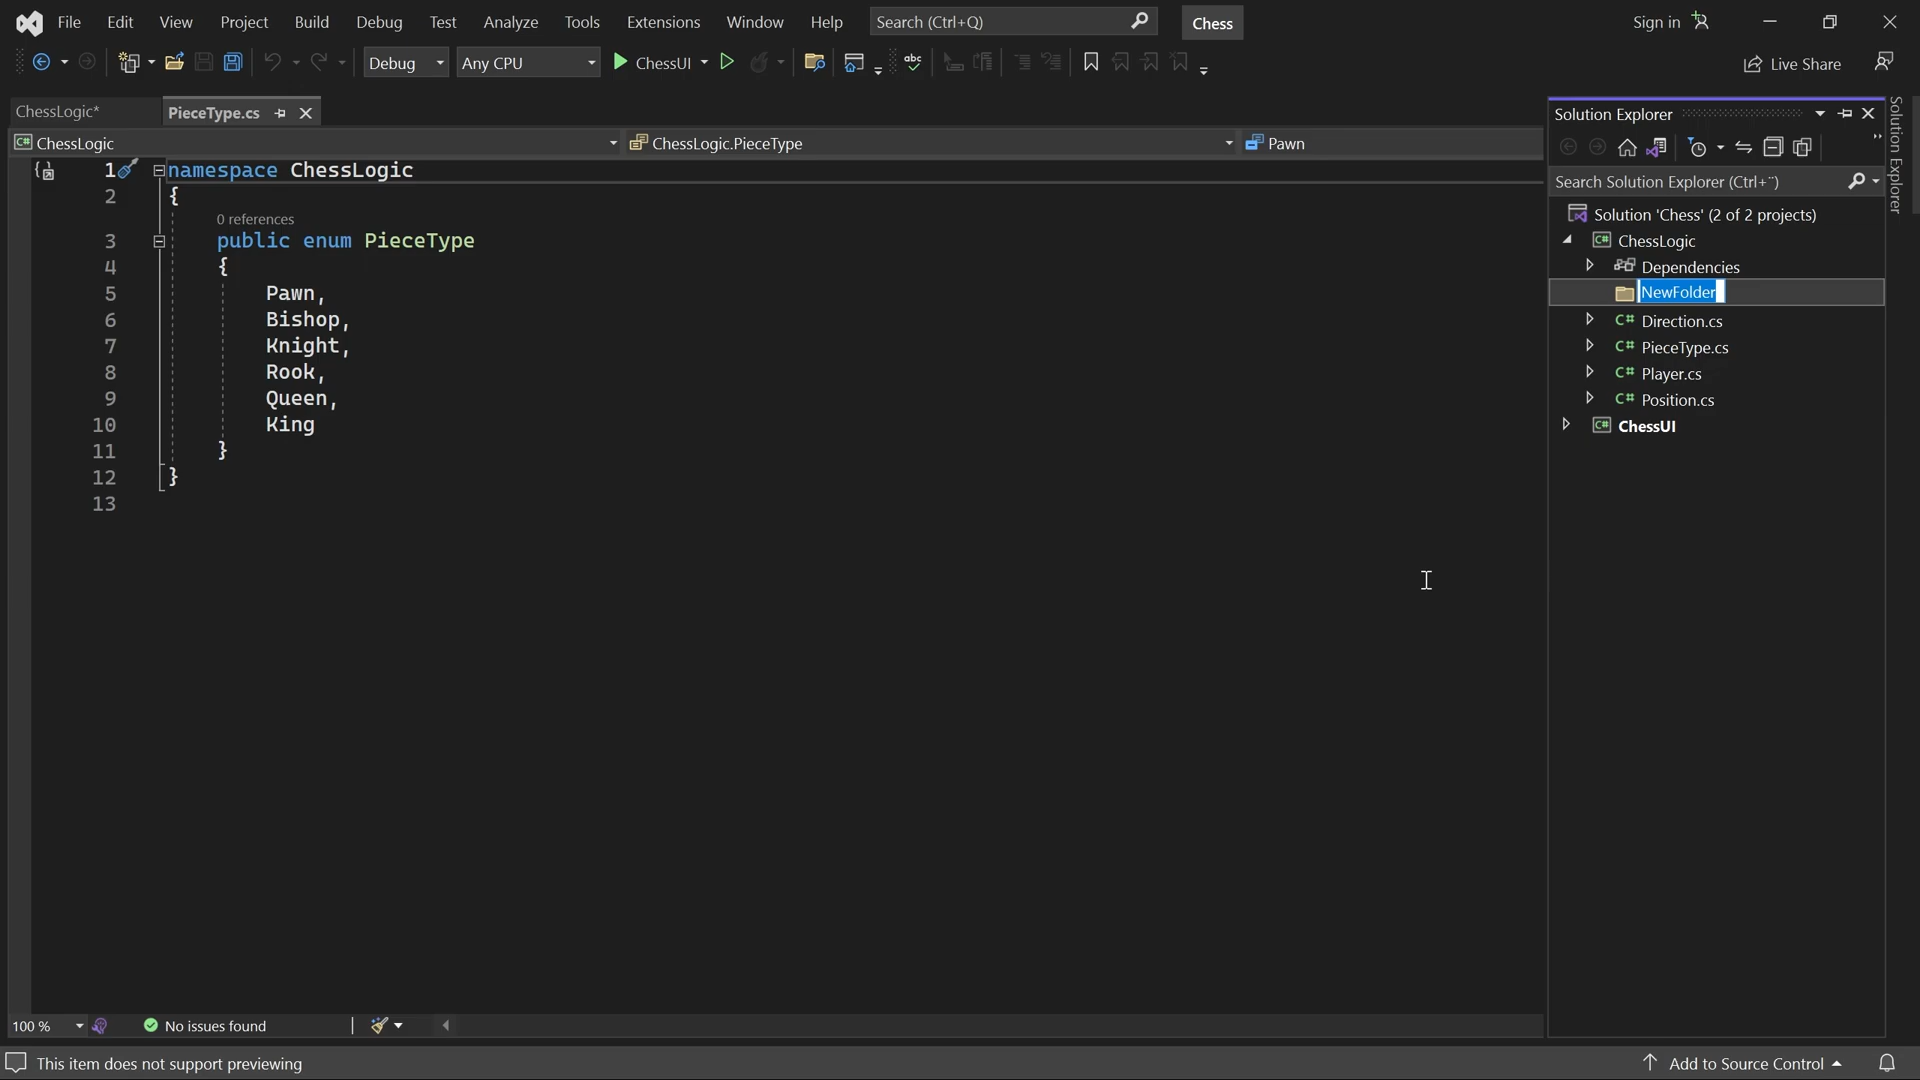 File Edit View Project Build Debug Test Analyze Tools Extensions Window Help Search (Ctrl+Q) Chess Sign in
Debug Any CPU ChessUI Live Share
ChessLogic* PieceType.cs
ChessLogic ChessLogic.PieceType Pawn
1 namespace ChessLogic
2 {
0 references
3 public enum PieceType
4 {
5 Pawn,
6 Bishop,
7 Knight,
8 Rook,
9 Queen,
10 King
11 }
12 }
13
Solution Explorer
Search Solution Explorer (Ctrl+¨)
Solution 'Chess' (2 of 2 projects)
ChessLogic
Dependencies
NewFolder
C# Direction.cs
C# PieceType.cs
C# Player.cs
C# Position.cs
ChessUI
Solution Explorer
100 % No issues found
This item does not support previewing Add to Source Control